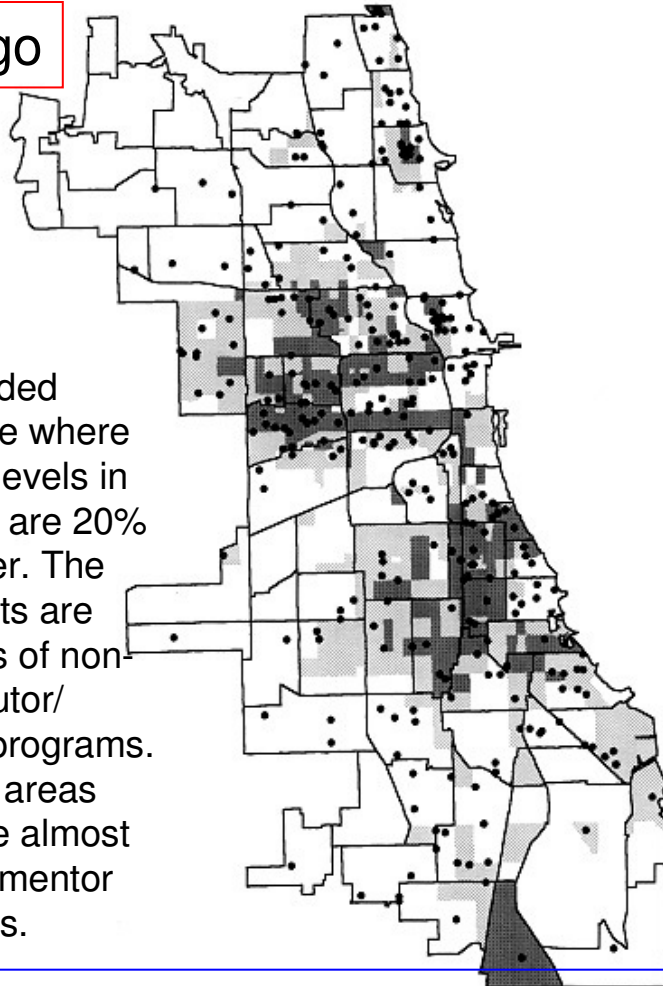 go
ded
e where
evels in
are 20%
er. The
ts are
s of non-
utor/
programs.
areas
e almost
mentor
s.